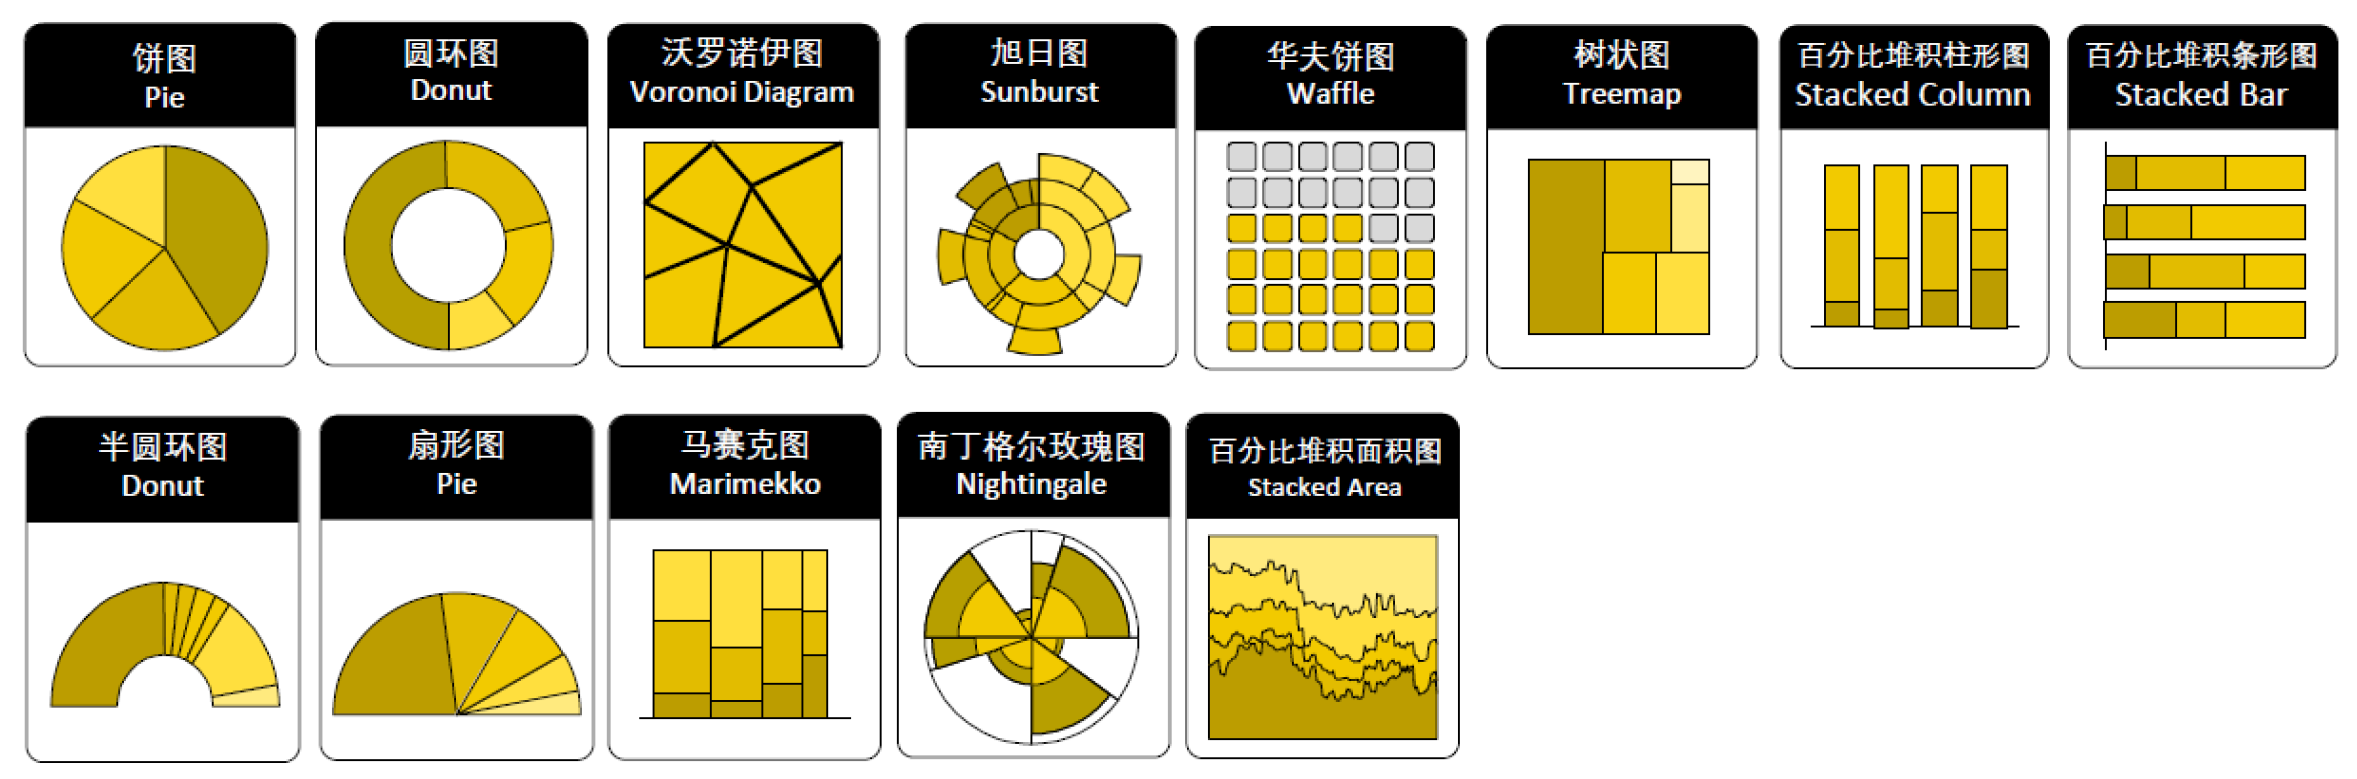 饼图
Pie
圆环图
Donut
沃罗诺伊图
Voronoi Diagram
旭日图
Sunburst
华夫饼图
Waffle
树状图
Treemap
百分比堆积柱形图
Stacked Column
百分比堆积条形图
Stacked Bar
半圆环图
Donut
扇形图
Pie
马赛克图
Marimekko
南丁格尔玫瑰图
Nightingale
百分比堆积面积图
Stacked Area